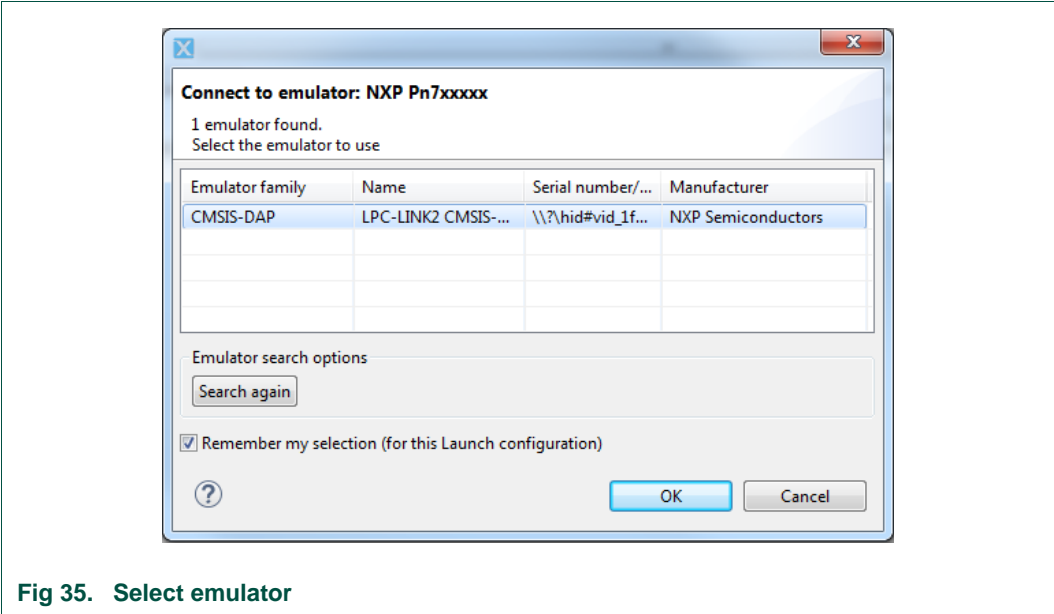 Connect to emulator: NXP Pn7xxxxx
1 emulator found.
Select the emulator to use
Emulator family Name Serial number/... Manufacturer
CMSIS-DAP LPC-LINK2 CMSIS-... \\?\hid#vid_1f... NXP Semiconductors
Emulator search options
Search again
Remember my selection (for this Launch configuration)
OK Cancel
Fig 35. Select emulator